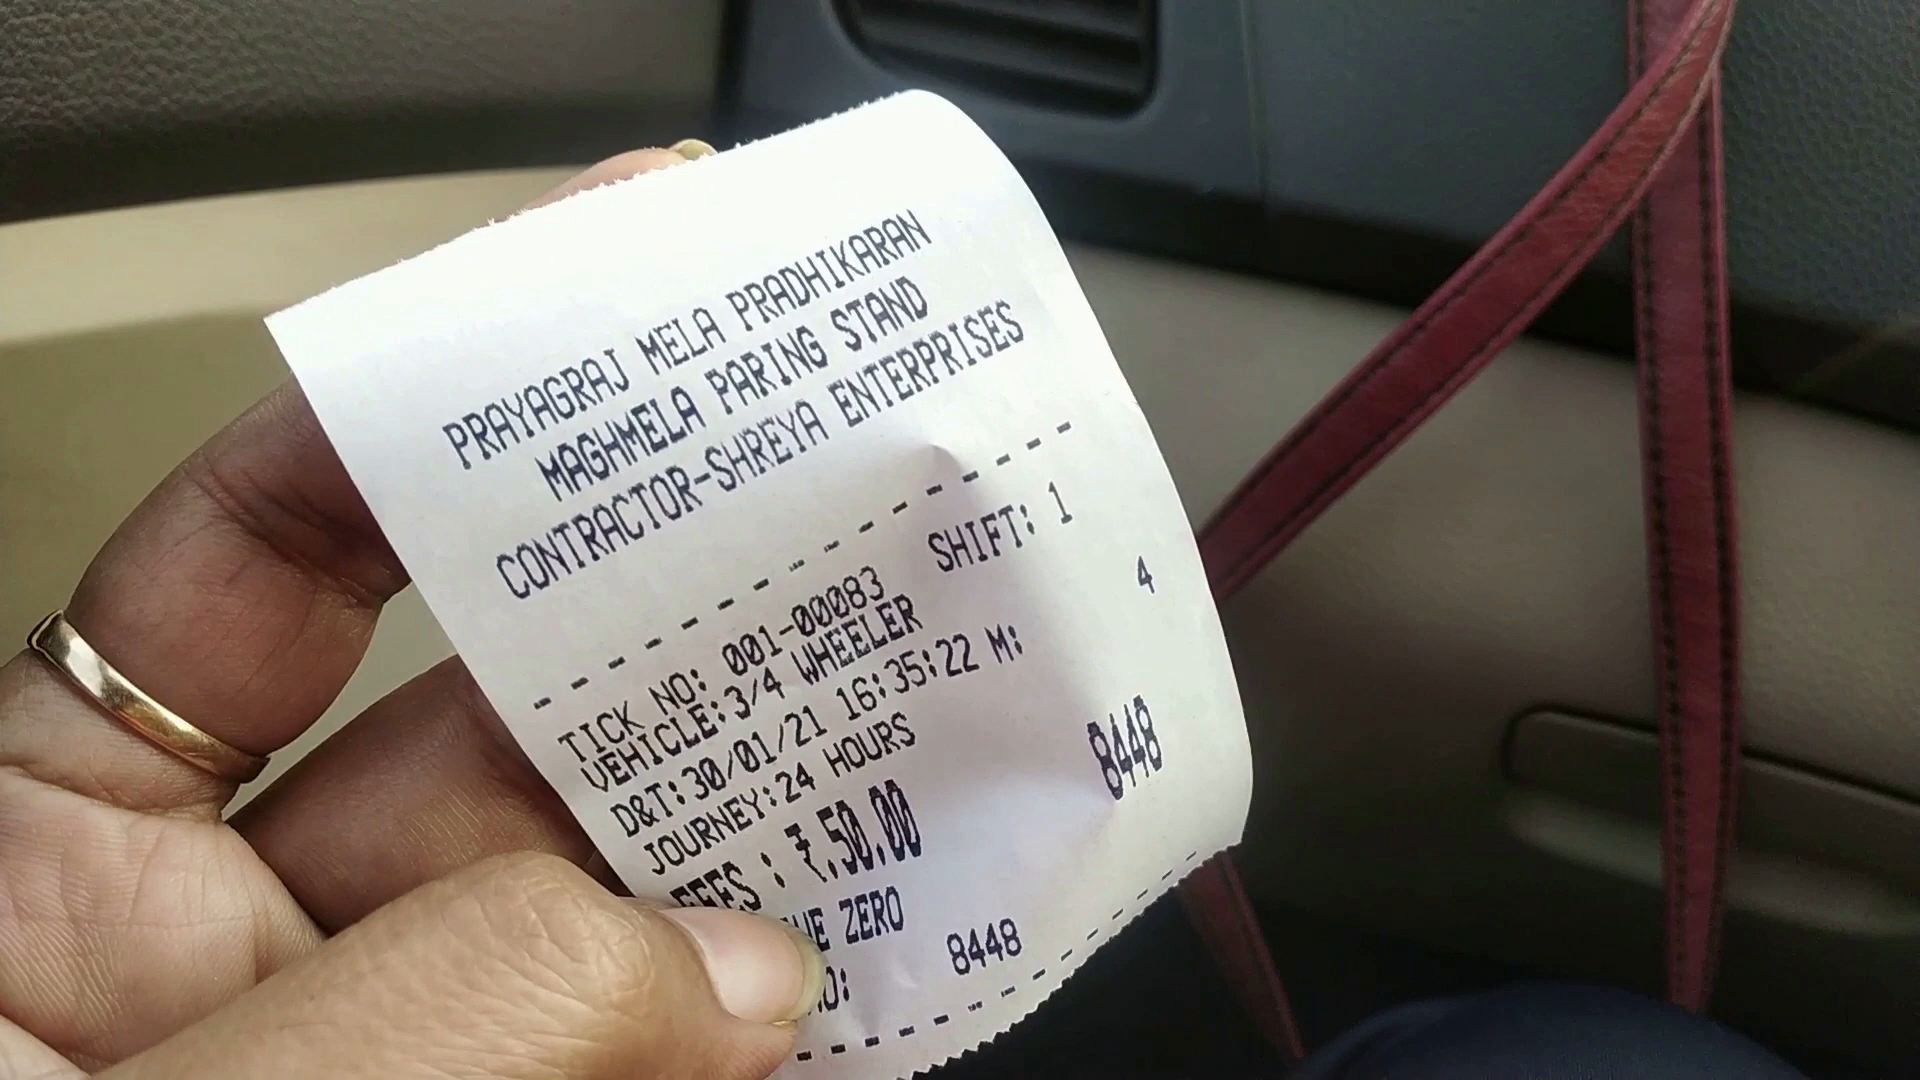 PRAYAGRAJ MELA PRADHIKARAN
MAGHMELA PARING STAND
CONTRACTOR-SHREYA ENTERPRISES
- - - - - - - - - - - - - - - -
TICK NO: 001-00083 SHIFT: 1
VEHICLE:3/4 WHEELER
D&T:30/01/21 16:35:22 M: 4
JOURNEY:24 HOURS
FEES : ₹.50.00 8448
ZERO
8448
- - - - - - - - - - - -